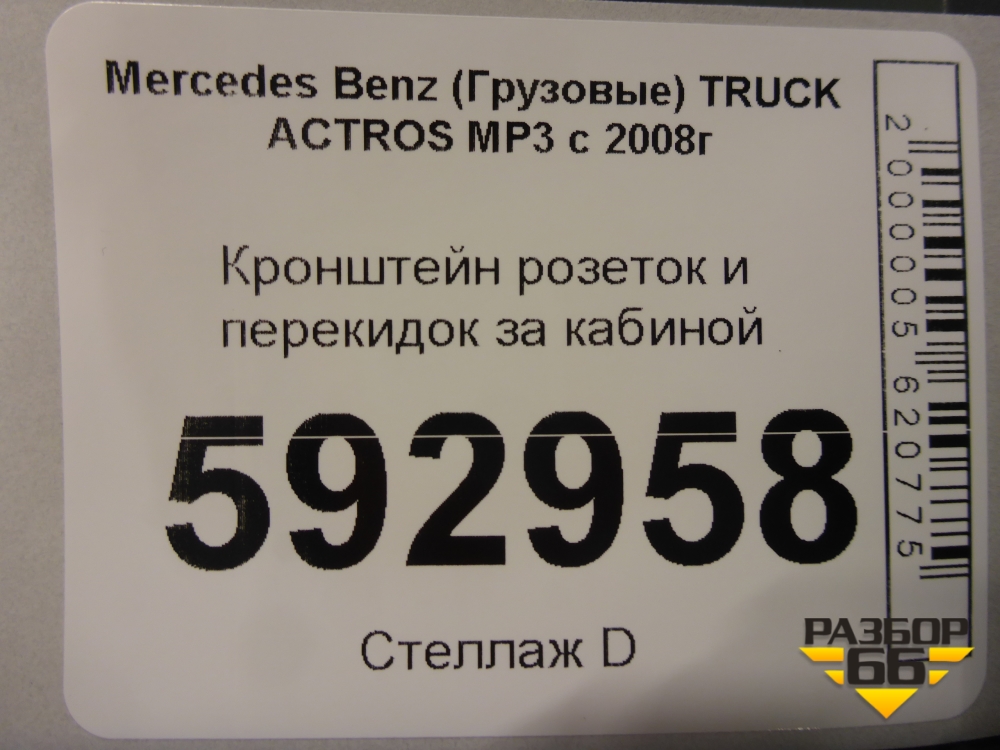 Mercedes Benz (Грузовые) TRUCK
ACTROS MP3 с 2008г
Кронштейн розеток и
перекидок за кабиной
592958
Стеллаж D
2000005620775
РАЗБОР
66